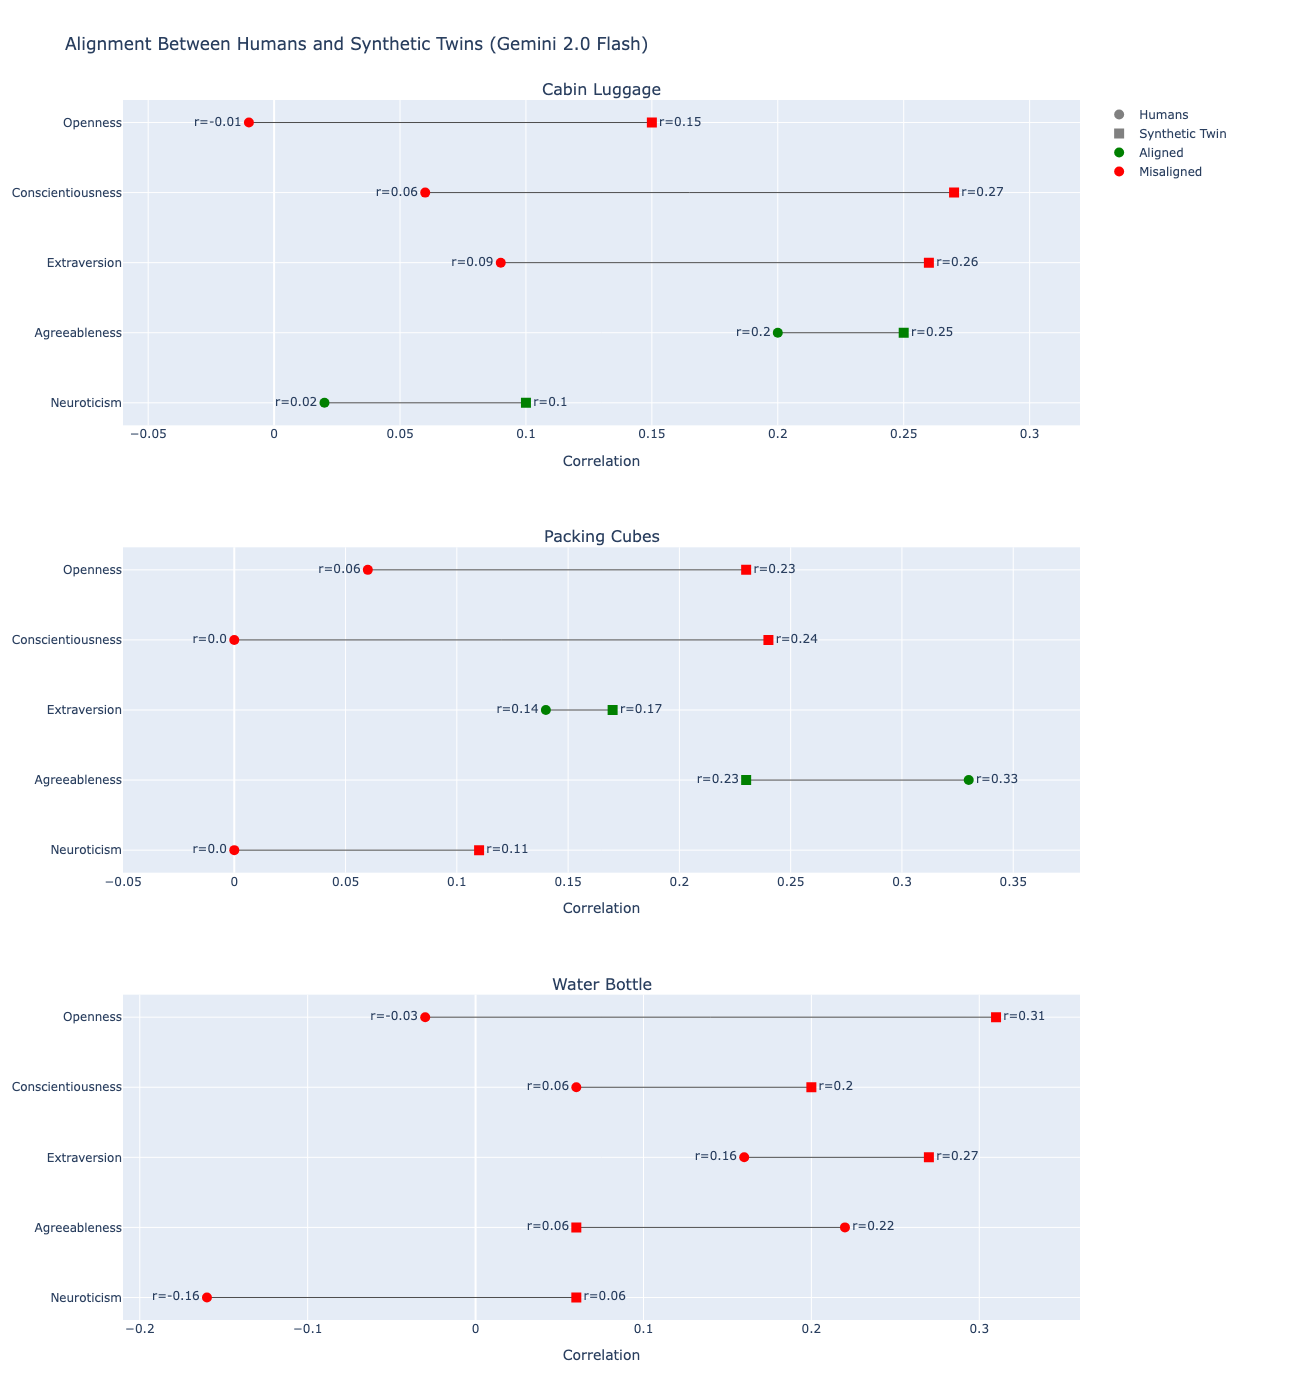 Alignment Between Humans and Synthetic Twins (Gemini 2.0 Flash)
Cabin Luggage
Humans
Synthetic Twin
Aligned
Misaligned
Openness r=-0.01 r=0.15
Conscientiousness r=0.06 r=0.27
Extraversion r=0.09 r=0.26
Agreeableness r=0.2 r=0.25
Neuroticism r=0.02 r=0.1
−0.05 0 0.05 0.1 0.15 0.2 0.25 0.3
Correlation
Packing Cubes
Openness r=0.06 r=0.23
Conscientiousness r=0.0 r=0.24
Extraversion r=0.14 r=0.17
Agreeableness r=0.23 r=0.33
Neuroticism r=0.0 r=0.11
−0.05 0 0.05 0.1 0.15 0.2 0.25 0.3 0.35
Correlation
Water Bottle
Openness r=-0.03 r=0.31
Conscientiousness r=0.06 r=0.2
Extraversion r=0.16 r=0.27
Agreeableness r=0.06 r=0.22
Neuroticism r=-0.16 r=0.06
−0.2 −0.1 0 0.1 0.2 0.3
Correlation